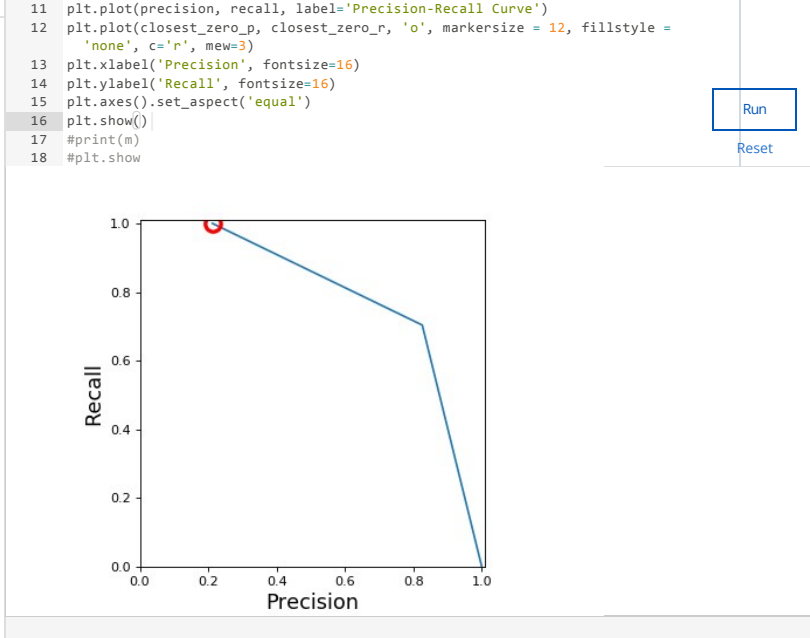 11 plt.plot(precision, recall, label='Precision-Recall Curve')
12 plt.plot(closest_zero_p, closest_zero_r, 'o', markersize = 12, fillstyle =
'none', c='r', mew=3)
13 plt.xlabel('Precision', fontsize=16)
14 plt.ylabel('Recall', fontsize=16)
15 plt.axes().set_aspect('equal')
16 plt.show()
17 #print(m)
18 #plt.show
Run
Reset
1.0
0.8
0.6
0.4
0.2
0.0
Recall
0.0 0.2 0.4 0.6 0.8 1.0
Precision